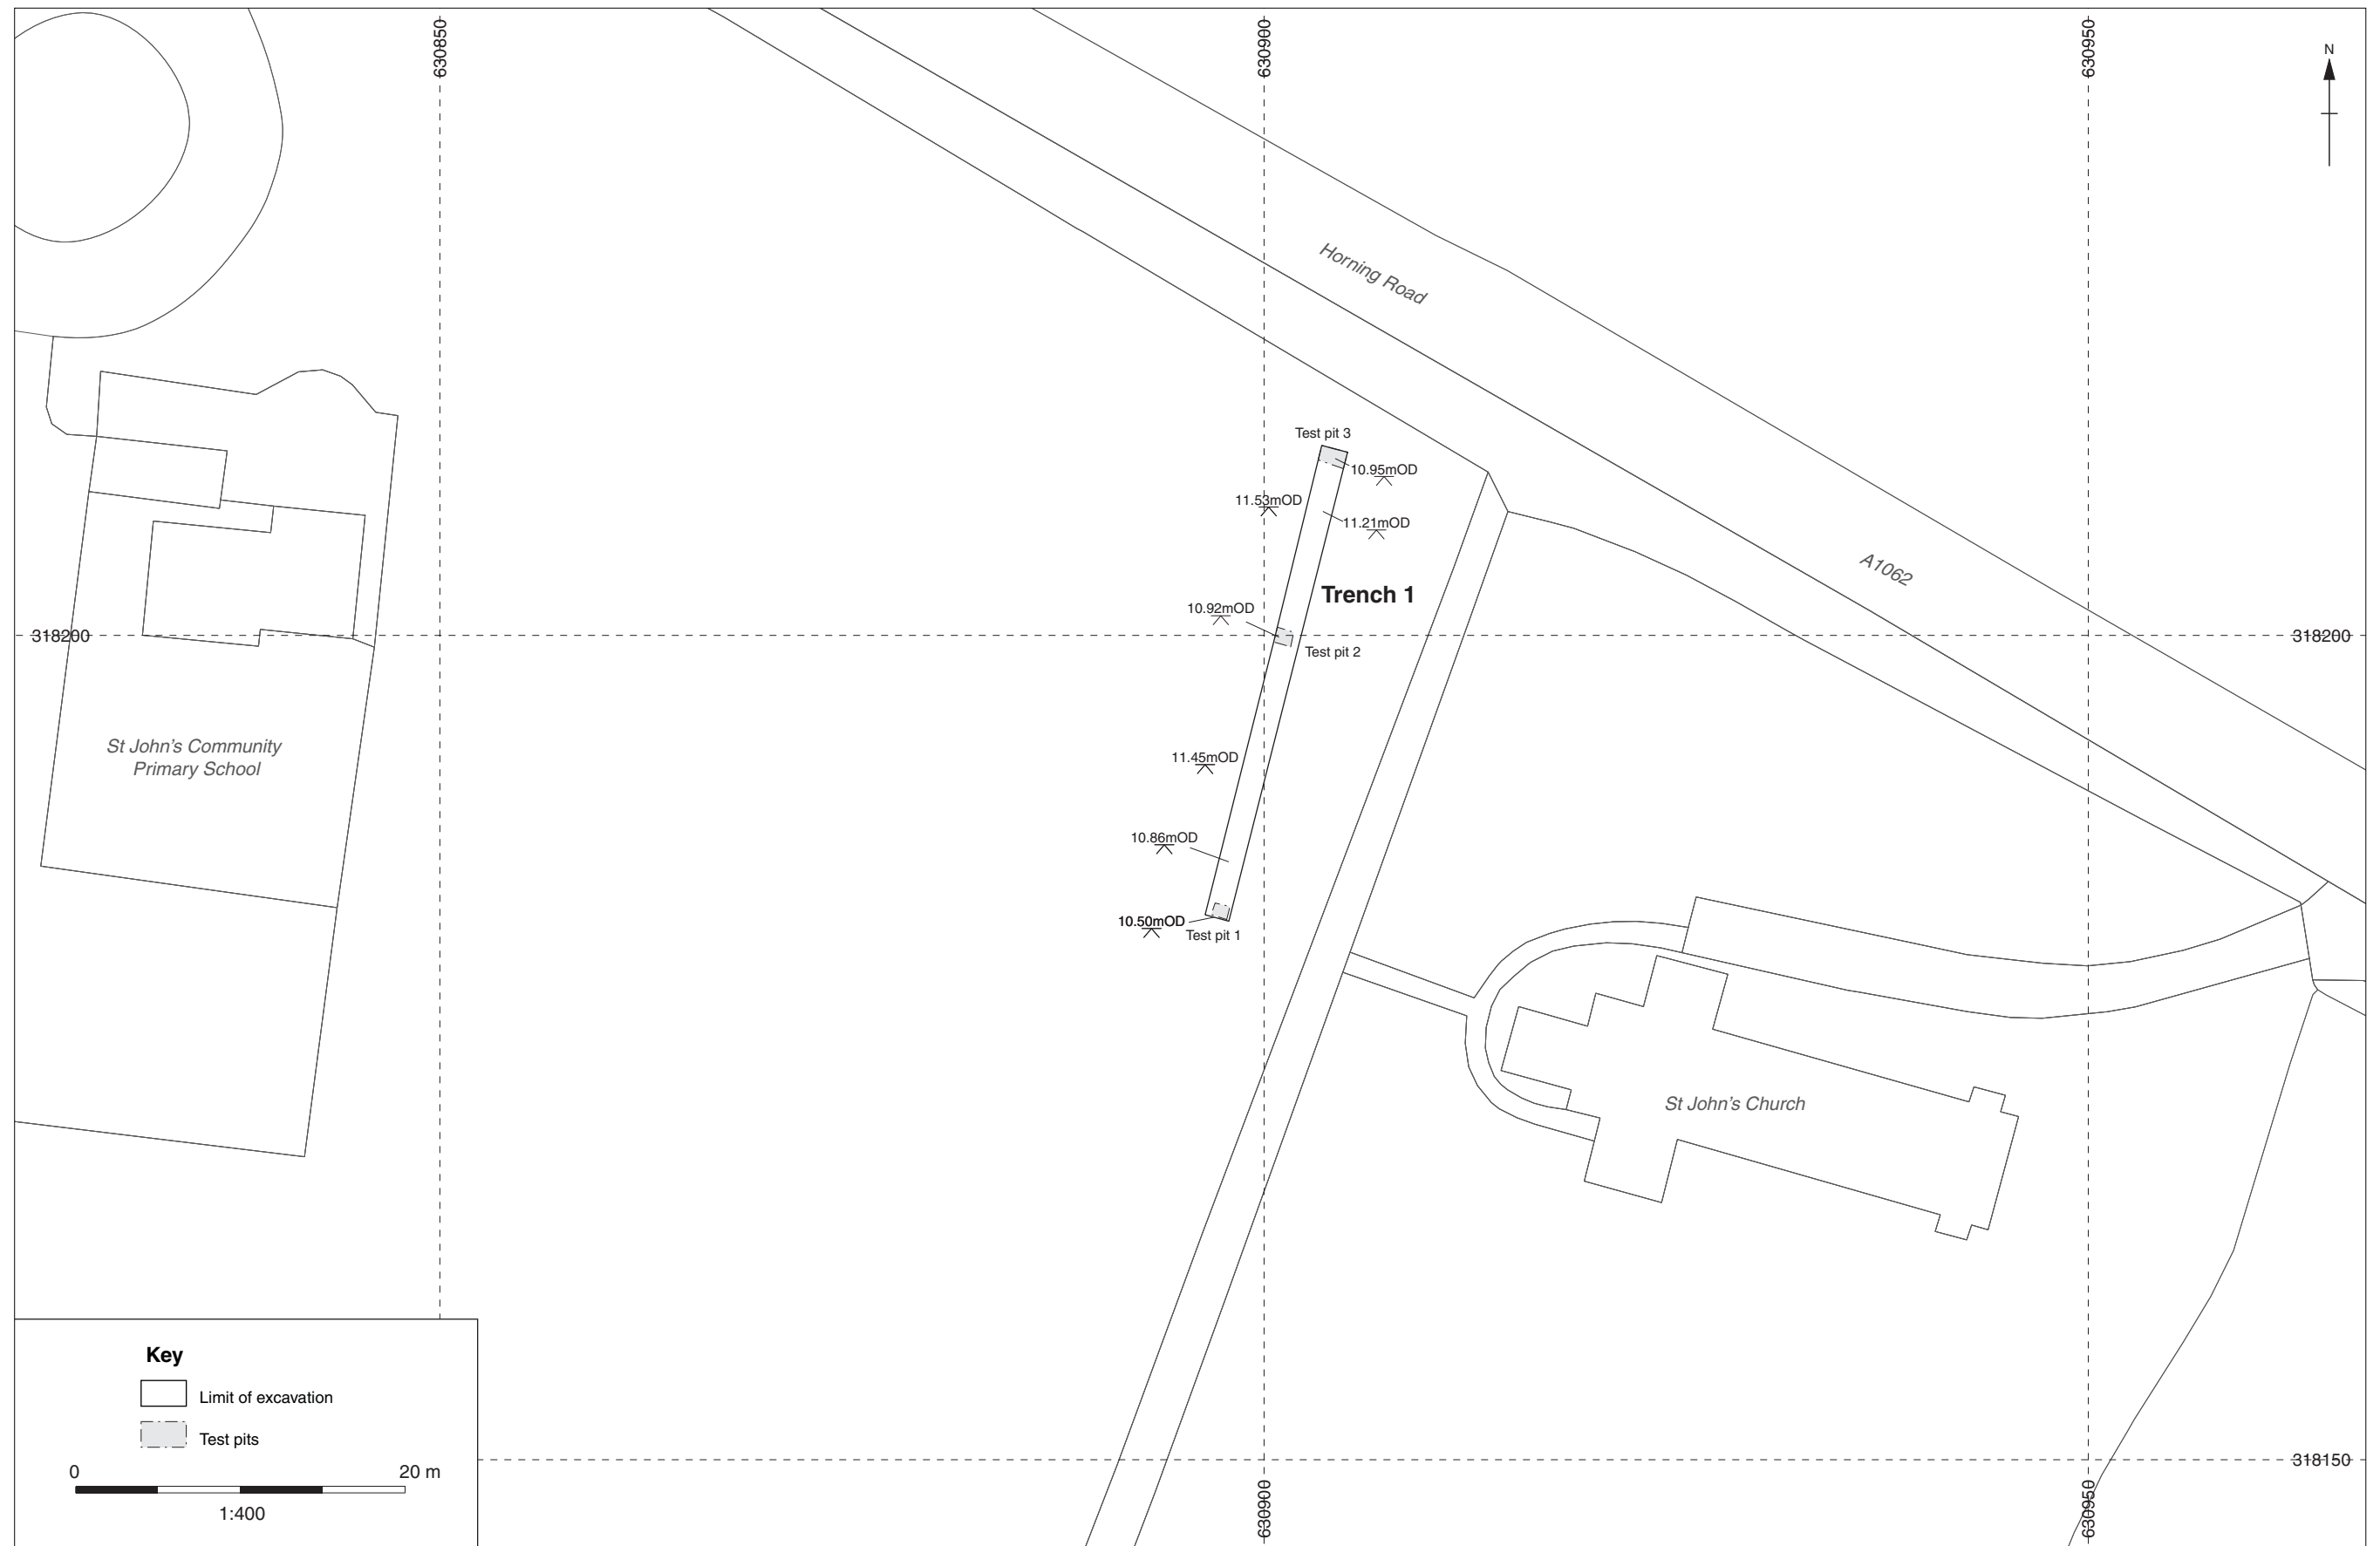 630850
630900
630950
N
Horning Road
Test pit 3
10.95mOD
11.53mOD
11.21mOD
A1062
Trench 1
10.92mOD
318200
318200
Test pit 2
St John’s Community
Primary School
11.45mOD
10.86mOD
10.50mOD
Test pit 1
St John’s Church
Key
Limit of excavation
Test pits
318150
0 20 m
1:400
630900
630950